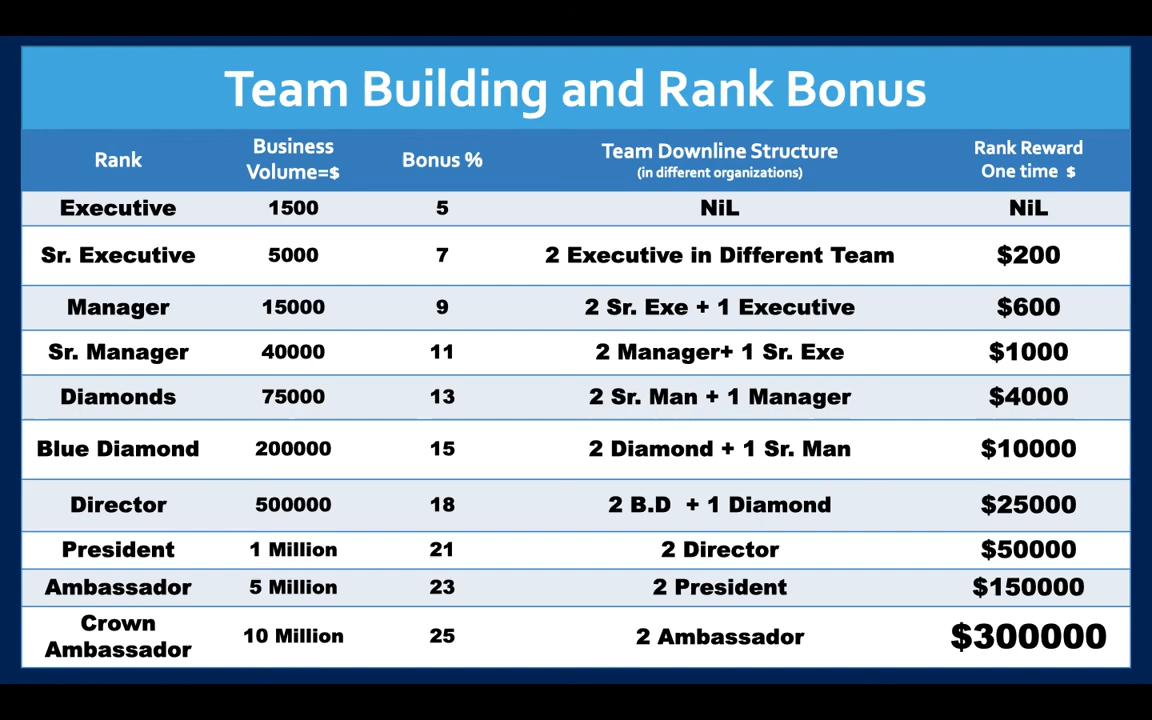 Team Building and Rank Bonus
Rank Business Volume=$ Bonus % Team Downline Structure (in different organizations) Rank Reward One time $
Executive 1500 5 NiL NiL
Sr. Executive 5000 7 2 Executive in Different Team $200
Manager 15000 9 2 Sr. Exe + 1 Executive $600
Sr. Manager 40000 11 2 Manager+ 1 Sr. Exe $1000
Diamonds 75000 13 2 Sr. Man + 1 Manager $4000
Blue Diamond 200000 15 2 Diamond + 1 Sr. Man $10000
Director 500000 18 2 B.D + 1 Diamond $25000
President 1 Million 21 2 Director $50000
Ambassador 5 Million 23 2 President $150000
Crown Ambassador 10 Million 25 2 Ambassador $300000